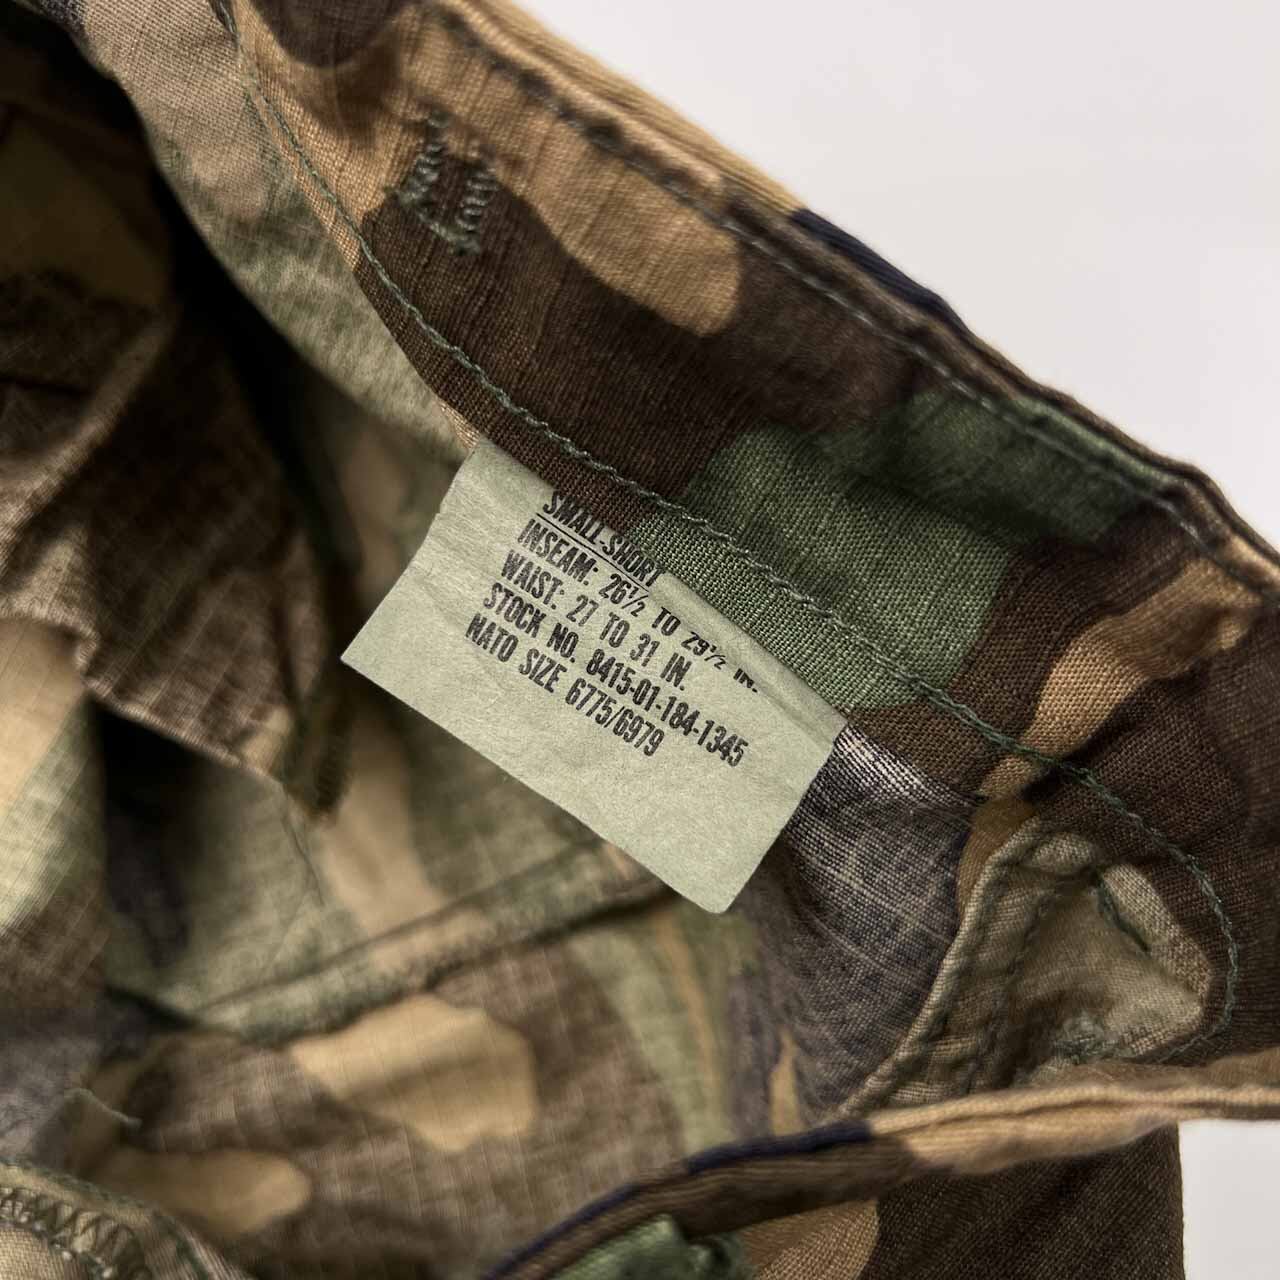 SMALL-SHORT
INSEAM: 26½ TO 29½ IN.
WAIST: 27 TO 31 IN.
STOCK NO. 8415-01-184-1345
NATO SIZE 6775/6979